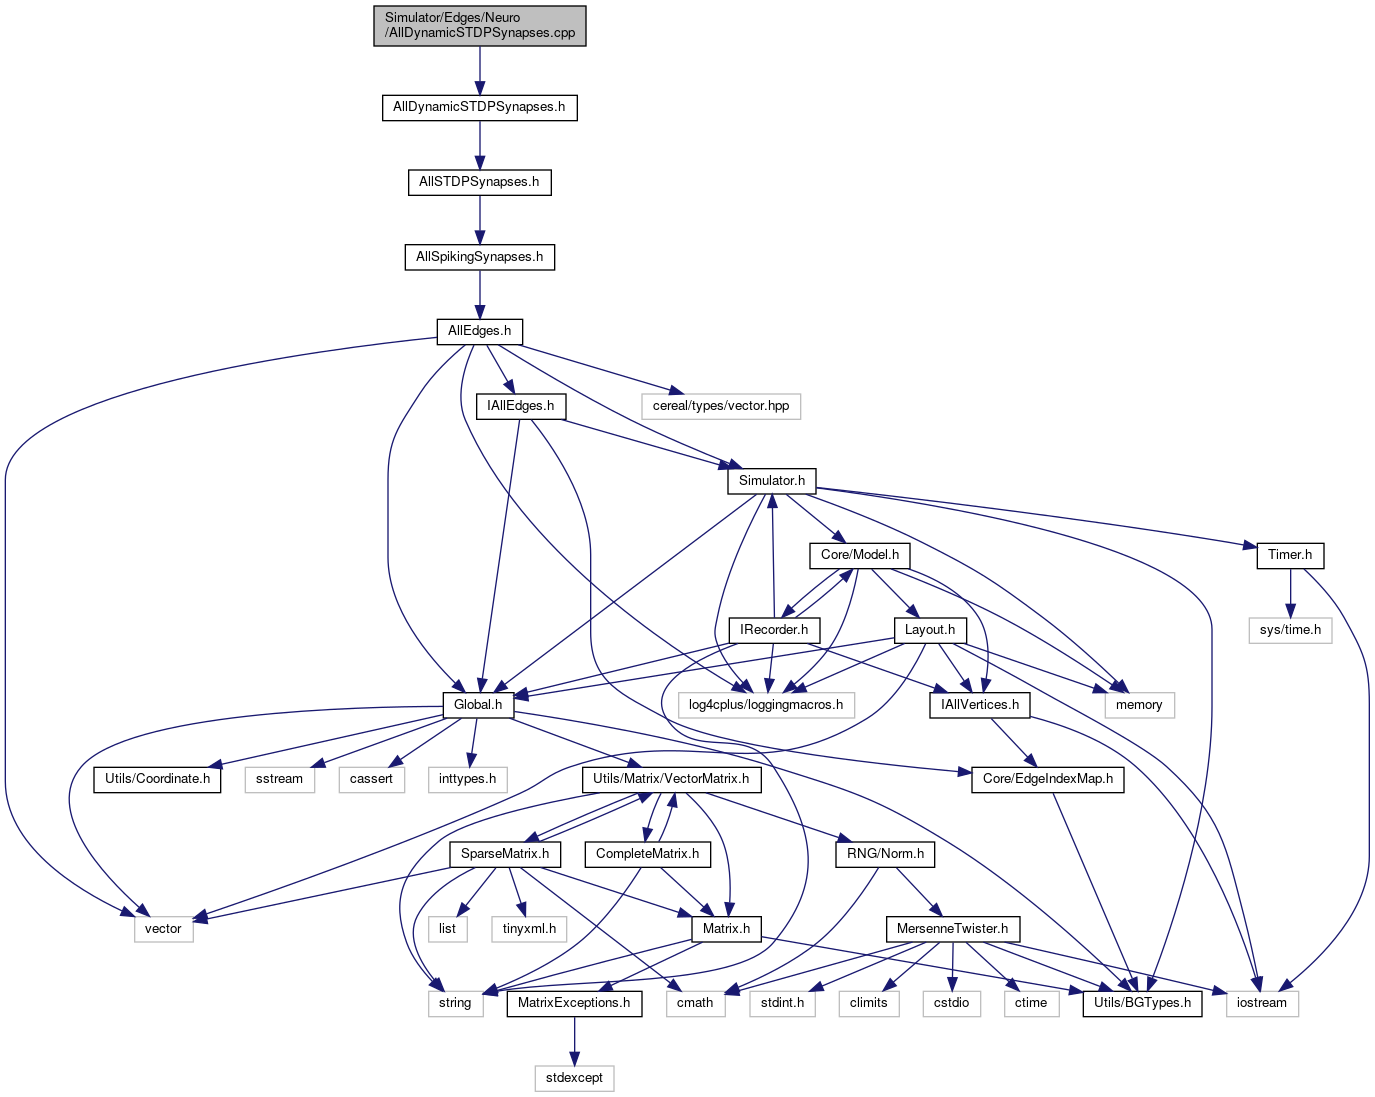 Simulator/Edges/Neuro
/AllDynamicSTDPSynapses.cpp
AllDynamicSTDPSynapses.h
AllSTDPSynapses.h
AllSpikingSynapses.h
AllEdges.h
IAllEdges.h
cereal/types/vector.hpp
Simulator.h
Core/Model.h
Timer.h
IRecorder.h
Layout.h
sys/time.h
Global.h
log4cplus/loggingmacros.h
IAllVertices.h
memory
Utils/Coordinate.h
sstream
cassert
inttypes.h
Utils/Matrix/VectorMatrix.h
Core/EdgeIndexMap.h
SparseMatrix.h
CompleteMatrix.h
RNG/Norm.h
vector
list
tinyxml.h
Matrix.h
MersenneTwister.h
string
MatrixExceptions.h
cmath
stdint.h
climits
cstdio
ctime
Utils/BGTypes.h
iostream
stdexcept